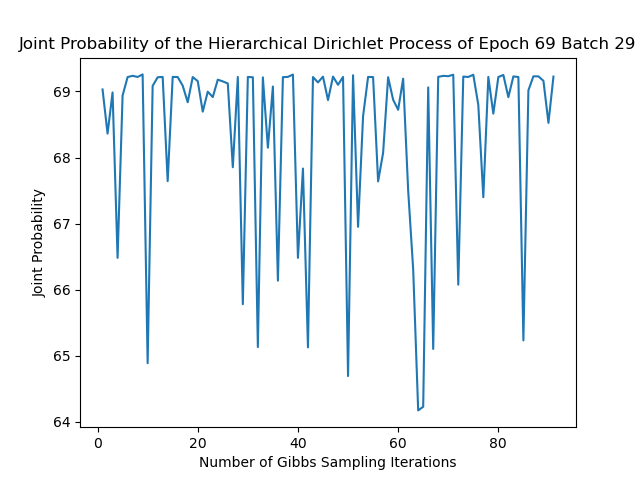 Joint Probability of the Hierarchical Dirichlet Process of Epoch 69 Batch 29
69
68
67
66
65
64
Joint Probability
0 20 40 60 80
Number of Gibbs Sampling Iterations